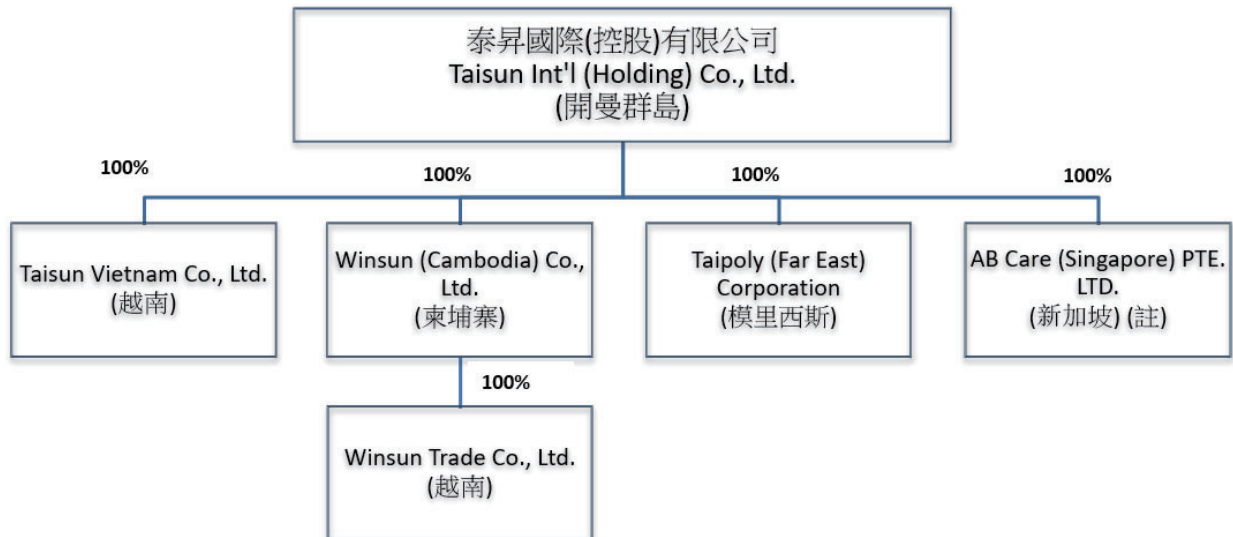 泰昇國際(控股)有限公司
Taisun Int'l (Holding) Co., Ltd.
(開曼群島)
100%
100%
100%
100%
Taisun Vietnam Co., Ltd.
(越南)
Winsun (Cambodia) Co.,
Ltd.
(柬埔寨)
Taipoly (Far East)
Corporation
(模里西斯)
AB Care (Singapore) PTE.
LTD.
(新加坡) (註)
100%
Winsun Trade Co., Ltd.
(越南)